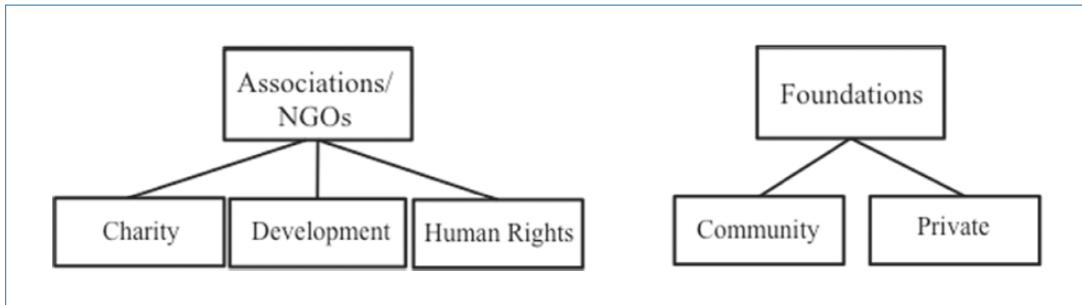 Associations/
NGOs
Foundations
Charity
Development
Human Rights
Community
Private